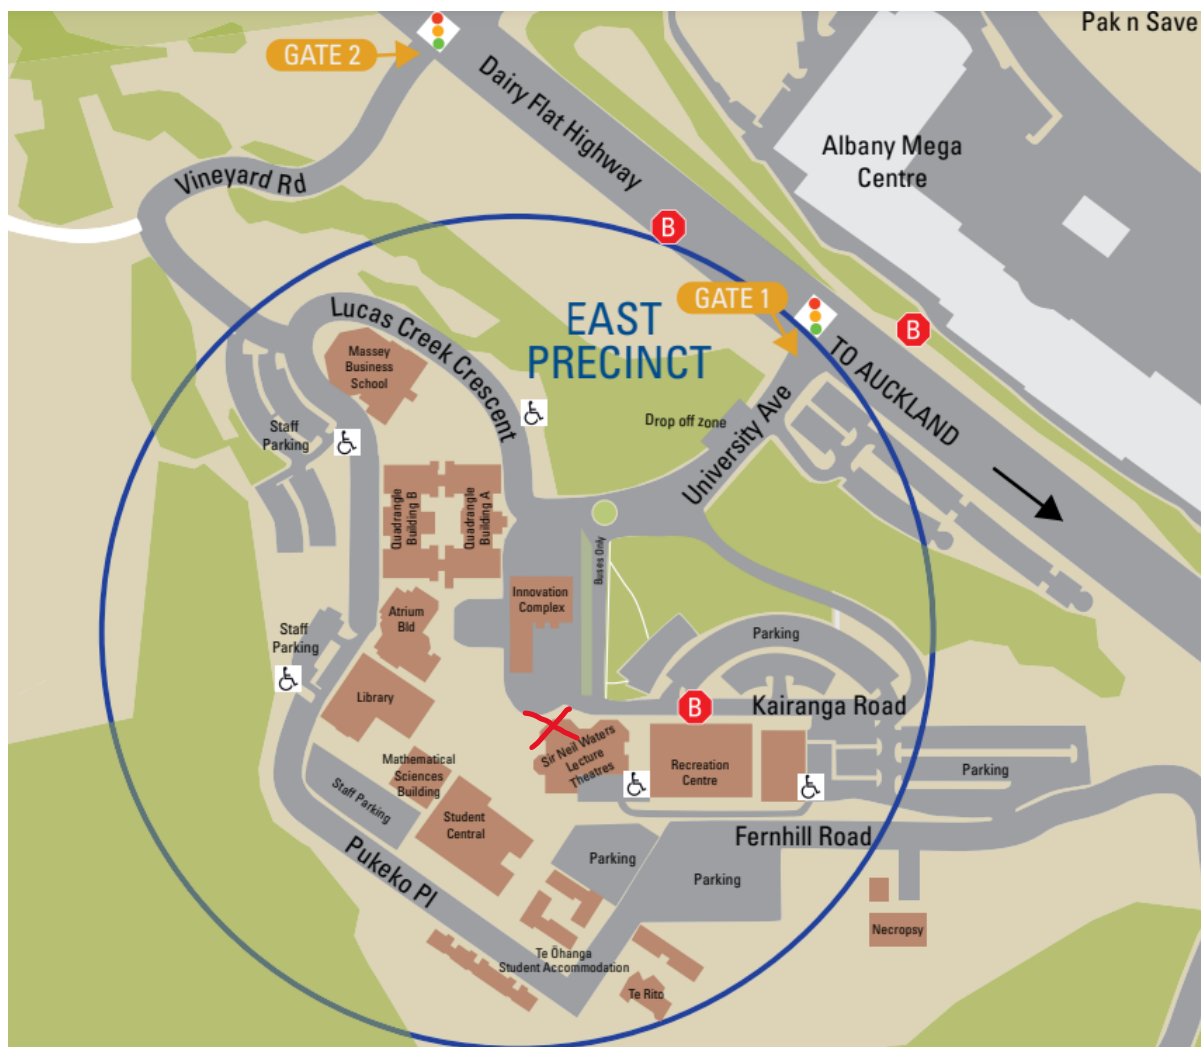 Pak n Save
GATE 2
Dairy Flat Highway
Albany Mega
Centre
Vineyard Rd
B
GATE 1
EAST
PRECINCT
Lucas Creek Crescent
B
TO AUCKLAND
Massey
Business
School
Drop off zone
University Ave
Staff
Parking
Quadrangle
Building B
Quadrangle
Building A
Buses Only
Innovation
Complex
Atrium
Bld
Staff
Parking
Parking
Library
B
Kairanga Road
Sir Neil Waters
Lecture
Theatres
Recreation
Centre
Parking
Mathematical
Sciences
Building
Staff Parking
Student
Central
Fernhill Road
Pukeko Pl
Parking
Parking
Necropsy
Te Ōhanga
Student Accommodation
Te Rito